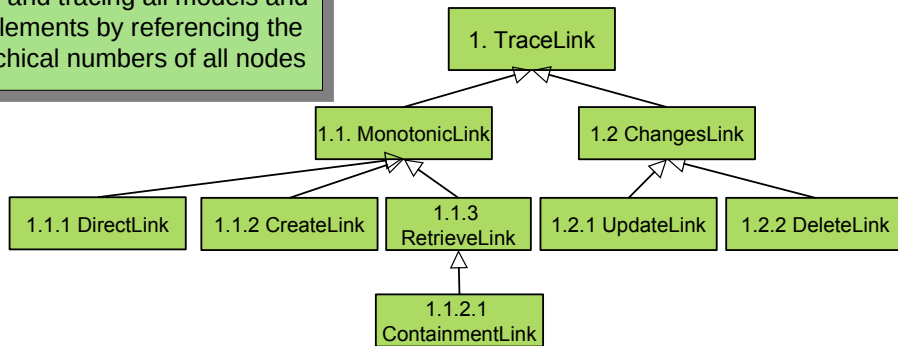 and tracing all models and
lements by referencing the
chical numbers of all nodes
1. TraceLink
1.1. MonotonicLink
1.2 ChangesLink
1.1.1 DirectLink
1.1.2 CreateLink
1.1.3
RetrieveLink
1.2.1 UpdateLink
1.2.2 DeleteLink
1.1.2.1
ContainmentLink